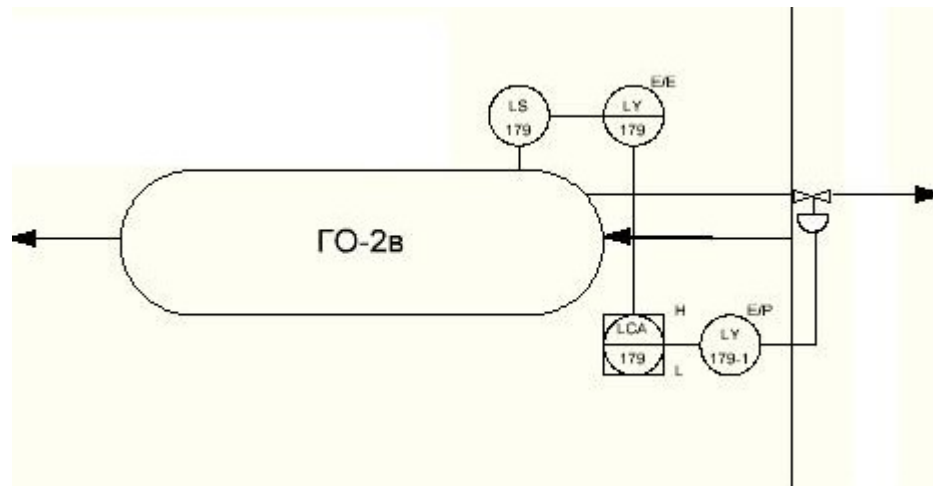 E/E
LS
179
LY
179
ГО-2в
H
E/P
LCA
179
LY
179-1
L